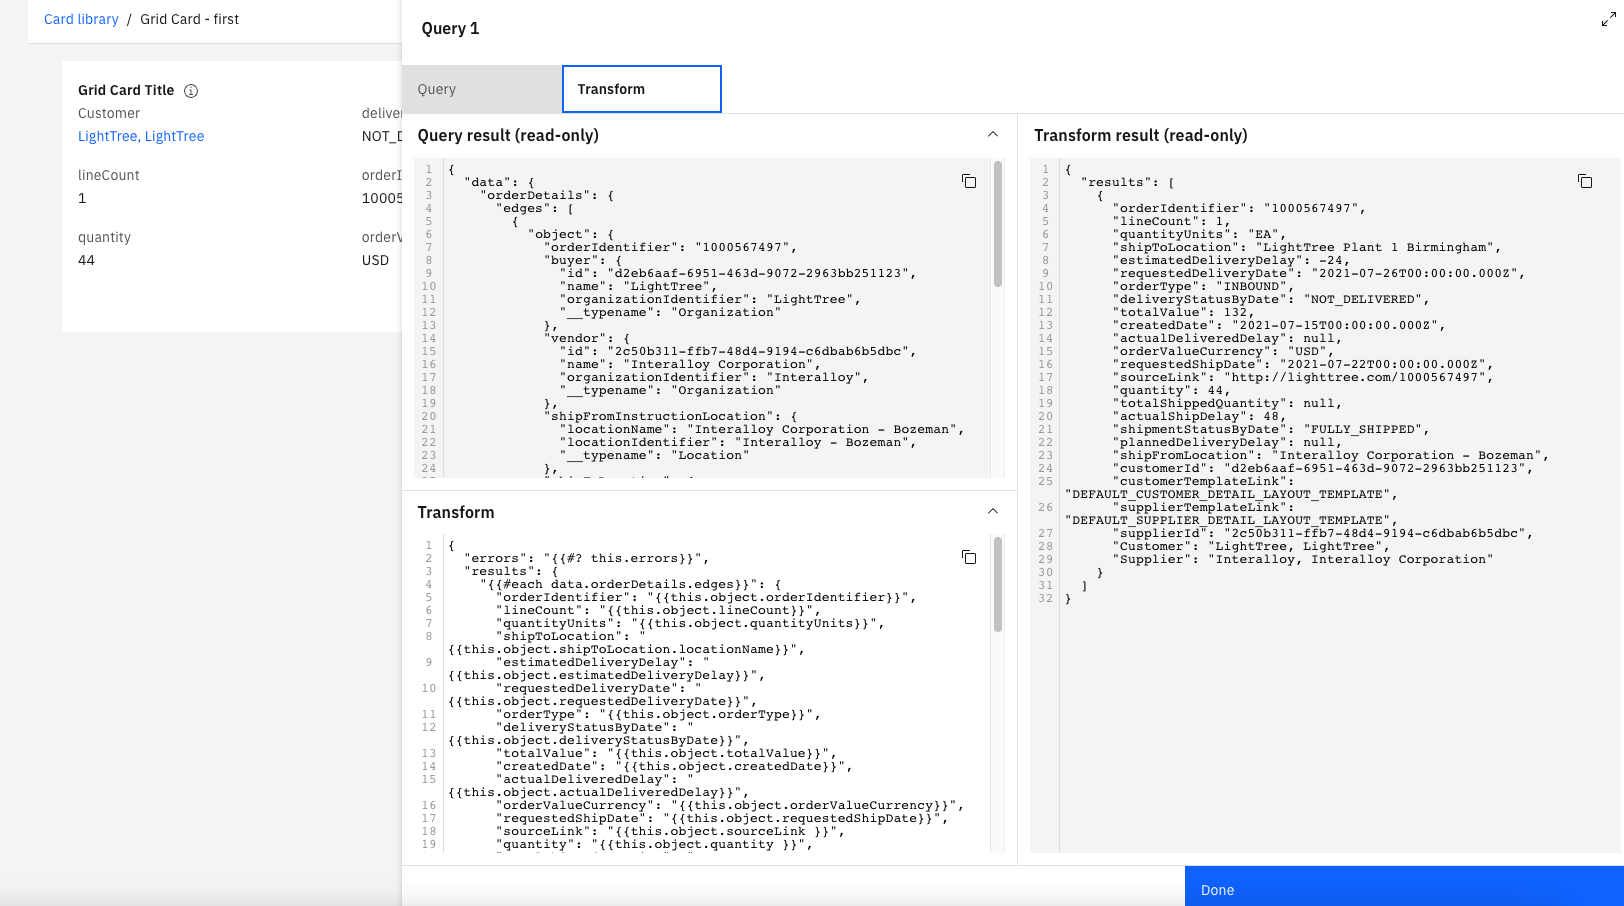 Card library / Grid Card - first
Grid Card Title
Customer
LightTree, LightTree
lineCount
1
quantity
44
NOT_D
10005
USD
Query 1
Query
Transform
Query result (read-only)
1 {
2 "data": {
3 "orderDetails": {
4 "edges": [
5 {
6 "object": {
7 "orderIdentifier": "1000567497",
8 "buyer": {
9 "id": "d2eb6aaf-6951-463d-9072-2963bb251123",
10 "name": "LightTree",
11 "organizationIdentifier": "LightTree",
12 "__typename": "Organization"
13 },
14 "vendor": {
15 "id": "2c50b311-ffb7-48d4-9194-c6dbab6b5dbc",
16 "name": "Interalloy Corporation",
17 "organizationIdentifier": "Interalloy",
18 "__typename": "Organization"
19 },
20 "shipFromInstructionLocation": {
21 "locationName": "Interalloy Corporation - Bozeman",
22 "locationIdentifier": "Interalloy - Bozeman",
23 "__typename": "Location"
24 },
Transform
1 {
2 "errors": "{{#? this.errors}}",
3 "results": {
4 "{{#each data.orderDetails.edges}}": {
5 "orderIdentifier": "{{this.object.orderIdentifier}}",
6 "lineCount": "{{this.object.lineCount}}",
7 "quantityUnits": "{{this.object.quantityUnits}}",
8 "shipToLocation": "
{{this.object.shipToLocation.locationName}}",
9 "estimatedDeliveryDelay": "
{{this.object.estimatedDeliveryDelay}}",
10 "requestedDeliveryDate": "
{{this.object.requestedDeliveryDate}}",
11 "orderType": "{{this.object.orderType}}",
12 "deliveryStatusByDate": "
{{this.object.deliveryStatusByDate}}",
13 "totalValue": "{{this.object.totalValue}}",
14 "createdDate": "{{this.object.createdDate}}",
15 "actualDeliveredDelay": "
{{this.object.actualDeliveredDelay}}",
16 "orderValueCurrency": "{{this.object.orderValueCurrency}}",
17 "requestedShipDate": "{{this.object.requestedShipDate}}",
18 "sourceLink": "{{this.object.sourceLink }}",
19 "quantity": "{{this.object.quantity }}",
Transform result (read-only)
1 {
2 "results": [
3 {
4 "orderIdentifier": "1000567497",
5 "lineCount": 1,
6 "quantityUnits": "EA",
7 "shipToLocation": "LightTree Plant 1 Birmingham",
8 "estimatedDeliveryDelay": -24,
9 "requestedDeliveryDate": "2021-07-26T00:00:00.000Z",
10 "orderType": "INBOUND",
11 "deliveryStatusByDate": "NOT_DELIVERED",
12 "totalValue": 132,
13 "createdDate": "2021-07-15T00:00:00.000Z",
14 "actualDeliveredDelay": null,
15 "orderValueCurrency": "USD",
16 "requestedShipDate": "2021-07-22T00:00:00.000Z",
17 "sourceLink": "http://lighttree.com/1000567497",
18 "quantity": 44,
19 "totalShippedQuantity": null,
20 "actualShipDelay": 48,
21 "shipmentStatusByDate": "FULLY_SHIPPED",
22 "plannedDeliveryDelay": null,
23 "shipFromLocation": "Interalloy Corporation - Bozeman",
24 "customerId": "d2eb6aaf-6951-463d-9072-2963bb251123",
25 "customerTemplateLink":
"DEFAULT_CUSTOMER_DETAIL_LAYOUT_TEMPLATE",
26 "supplierTemplateLink":
"DEFAULT_SUPPLIER_DETAIL_LAYOUT_TEMPLATE",
27 "supplierId": "2c50b311-ffb7-48d4-9194-c6dbab6b5dbc",
28 "Customer": "LightTree, LightTree",
29 "Supplier": "Interalloy, Interalloy Corporation"
30 }
31 ]
32 }
Done